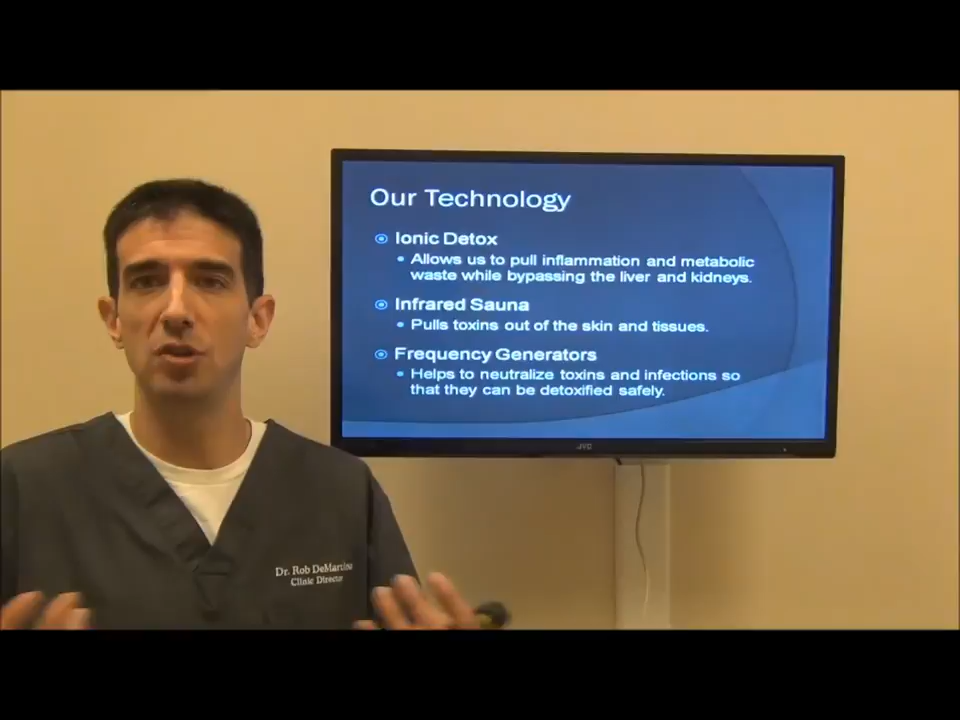 Our Technology
Ionic Detox
Allows us to pull inflammation and metabolic
waste while bypassing the liver and kidneys.
Infrared Sauna
Pulls toxins out of the skin and tissues.
Frequency Generators
Helps to neutralize toxins and infections so
that they can be detoxified safely.
JVC
Dr. Rob DeMartino
Clinic Director